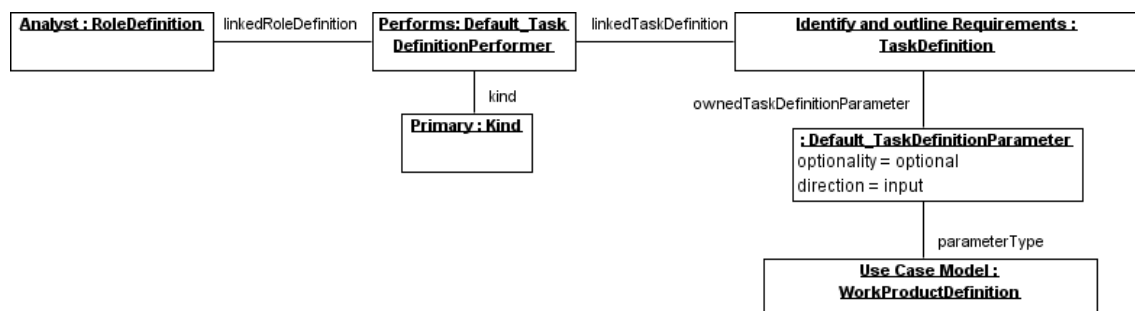 Analyst : RoleDefinition
linkedRoleDefinition
Performs: Default_Task
DefinitionPerformer
linkedTaskDefinition
Identify and outline Requirements :
TaskDefinition
kind
ownedTaskDefinitionParameter
Primary : Kind
: Default_TaskDefinitionParameter
optionality = optional
direction = input
parameterType
Use Case Model :
WorkProductDefinition